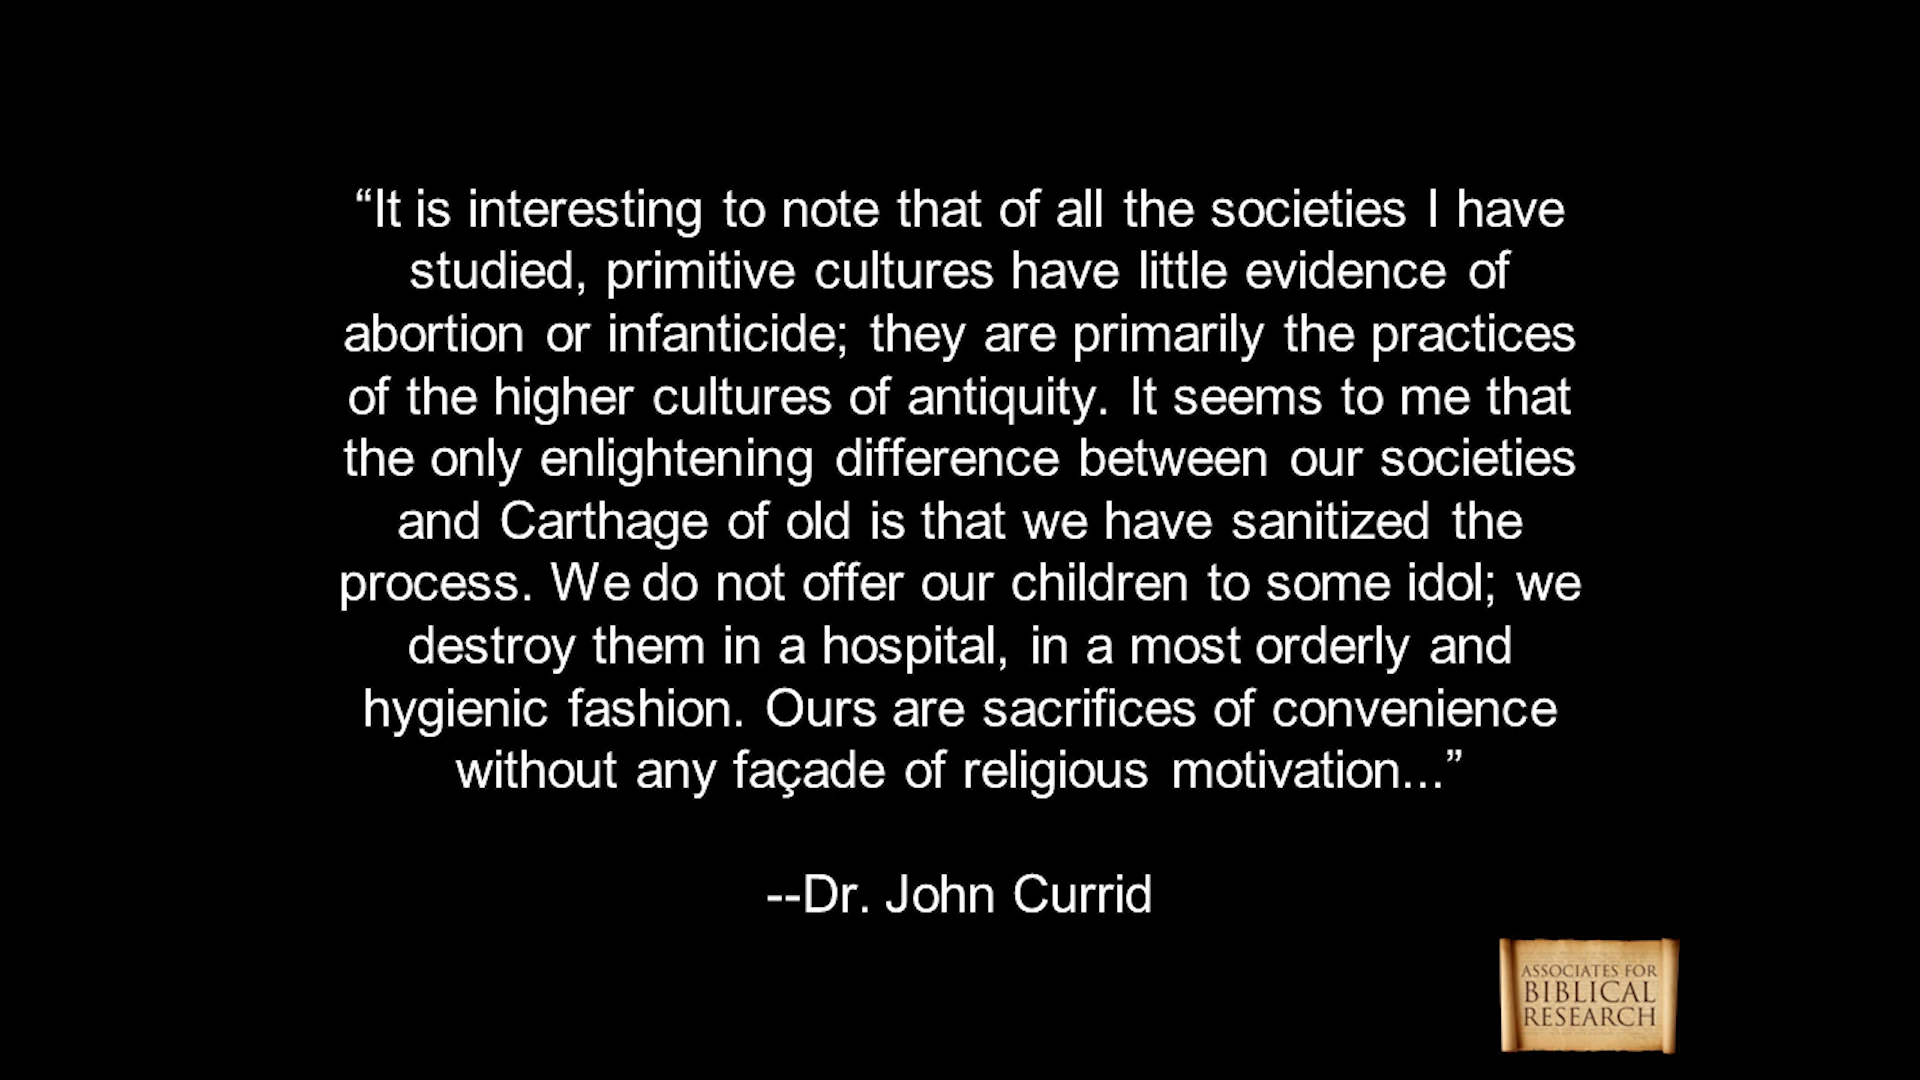 “It is interesting to note that of all the societies I have
studied, primitive cultures have little evidence of
abortion or infanticide; they are primarily the practices
of the higher cultures of antiquity. It seems to me that
the only enlightening difference between our societies
and Carthage of old is that we have sanitized the
process. We do not offer our children to some idol; we
destroy them in a hospital, in a most orderly and
hygienic fashion. Ours are sacrifices of convenience
without any façade of religious motivation...”
--Dr. John Currid
ASSOCIATES FOR
BIBLICAL
RESEARCH